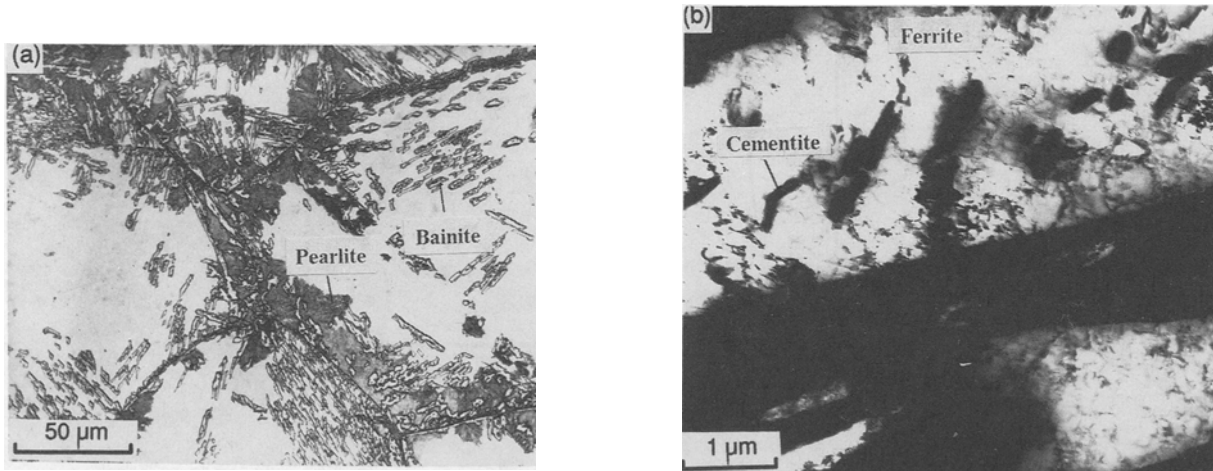 (a)
Bainite
Pearlite
50 µm
(b)
Ferrite
Cementite
1 µm